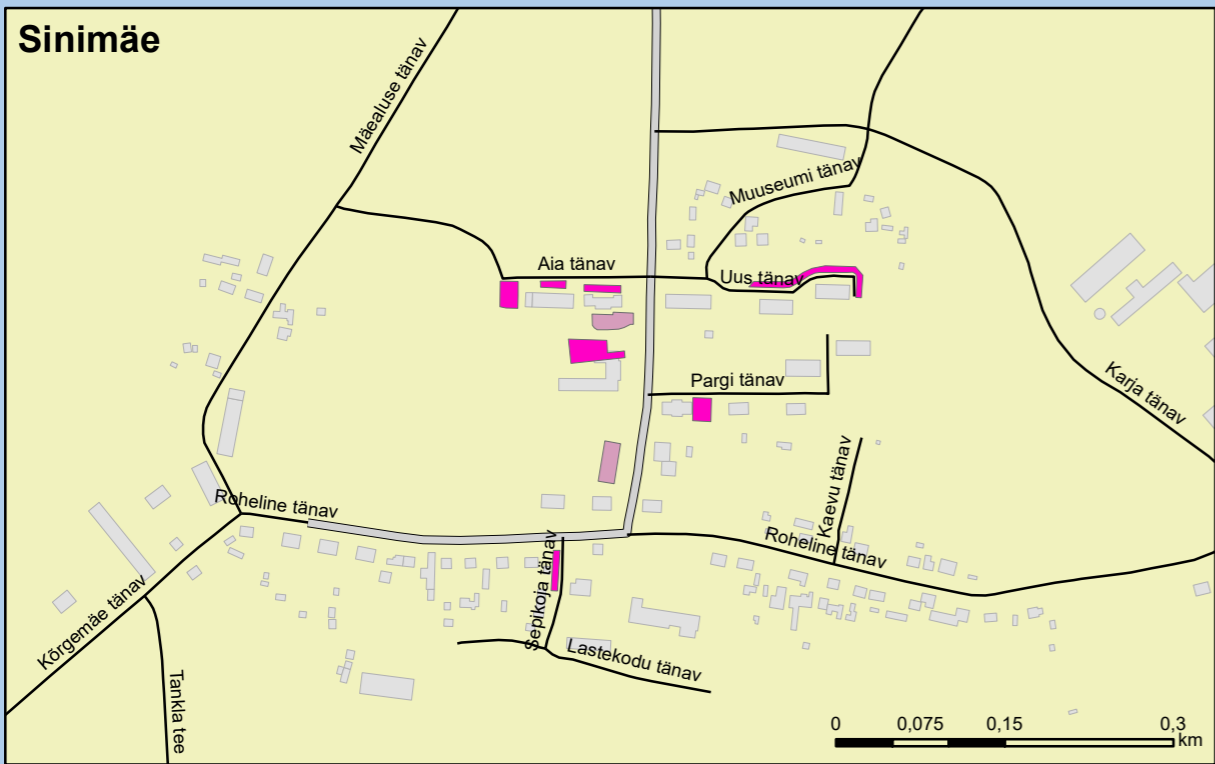 Sinimäe
Mäealuse tänav
Muuseumi tänav
Aia tänav
Uus tänav
Pargi tänav
Karja tänav
Kaevu tänav
Roheline tänav
Roheline tänav
Sepikoja tänav
Kõrgemäe tänav
Lastekodu tänav
Tankla tee
0 0,075 0,15 0,3
km